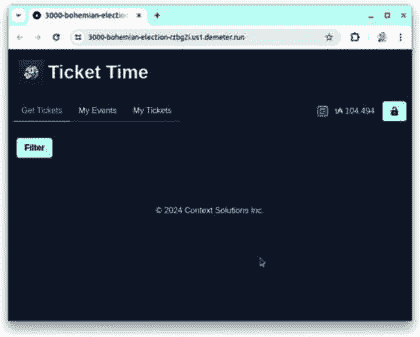 3000-bohemian-election
3000-bohemian-election-rzbg2i.us1.demeter.run
Ticket Time
Get Tickets My Events My Tickets
t₳ 104.494
Filter
© 2024 Context Solutions Inc.